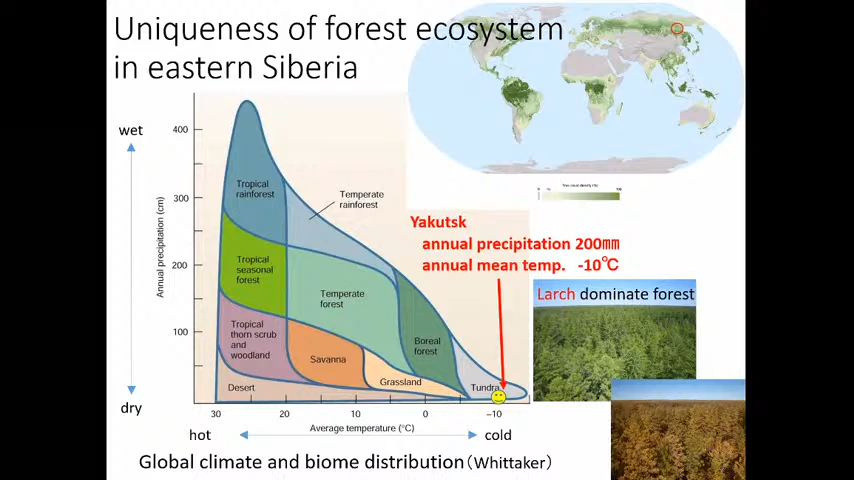 Uniqueness of forest ecosystem
in eastern Siberia
wet
400
300
200
100
Annual precipitation (cm)
Tropical
rainforest
Temperate
rainforest
Tropical
seasonal
forest
Temperate
forest
Tropical
thorn scrub
and
woodland
Savanna
Boreal
forest
Grassland
Desert
Tundra
dry
30
20
10
0
−10
hot
Average temperature (°C)
cold
Yakutsk
annual precipitation 200㎜
annual mean temp. -10℃
Larch dominate forest
Global climate and biome distribution（Whittaker）